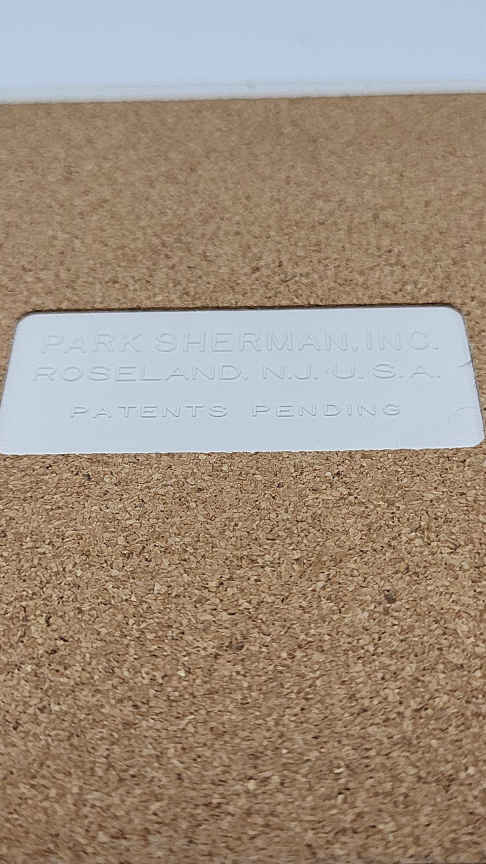 PARK SHERMAN, INC.
ROSELAND, N.J. U.S.A.
PATENTS PENDING